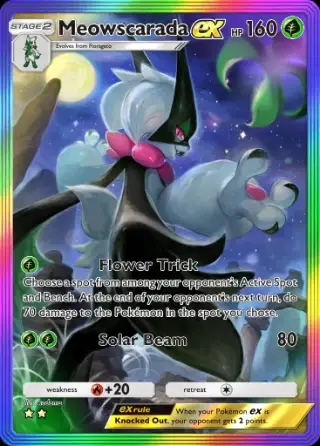 STAGE 2 Meowscarada ex HP 160
Evolves from Floragato
Flower Trick
Choose a spot from among your opponent's Active Spot
and Bench. At the end of your opponent's next turn, do
70 damage to the Pokémon in the spot you chose.
Solar Beam 80
weakness +20 retreat
ex rule When your Pokémon ex is
Knocked Out, your opponent gets 2 points.